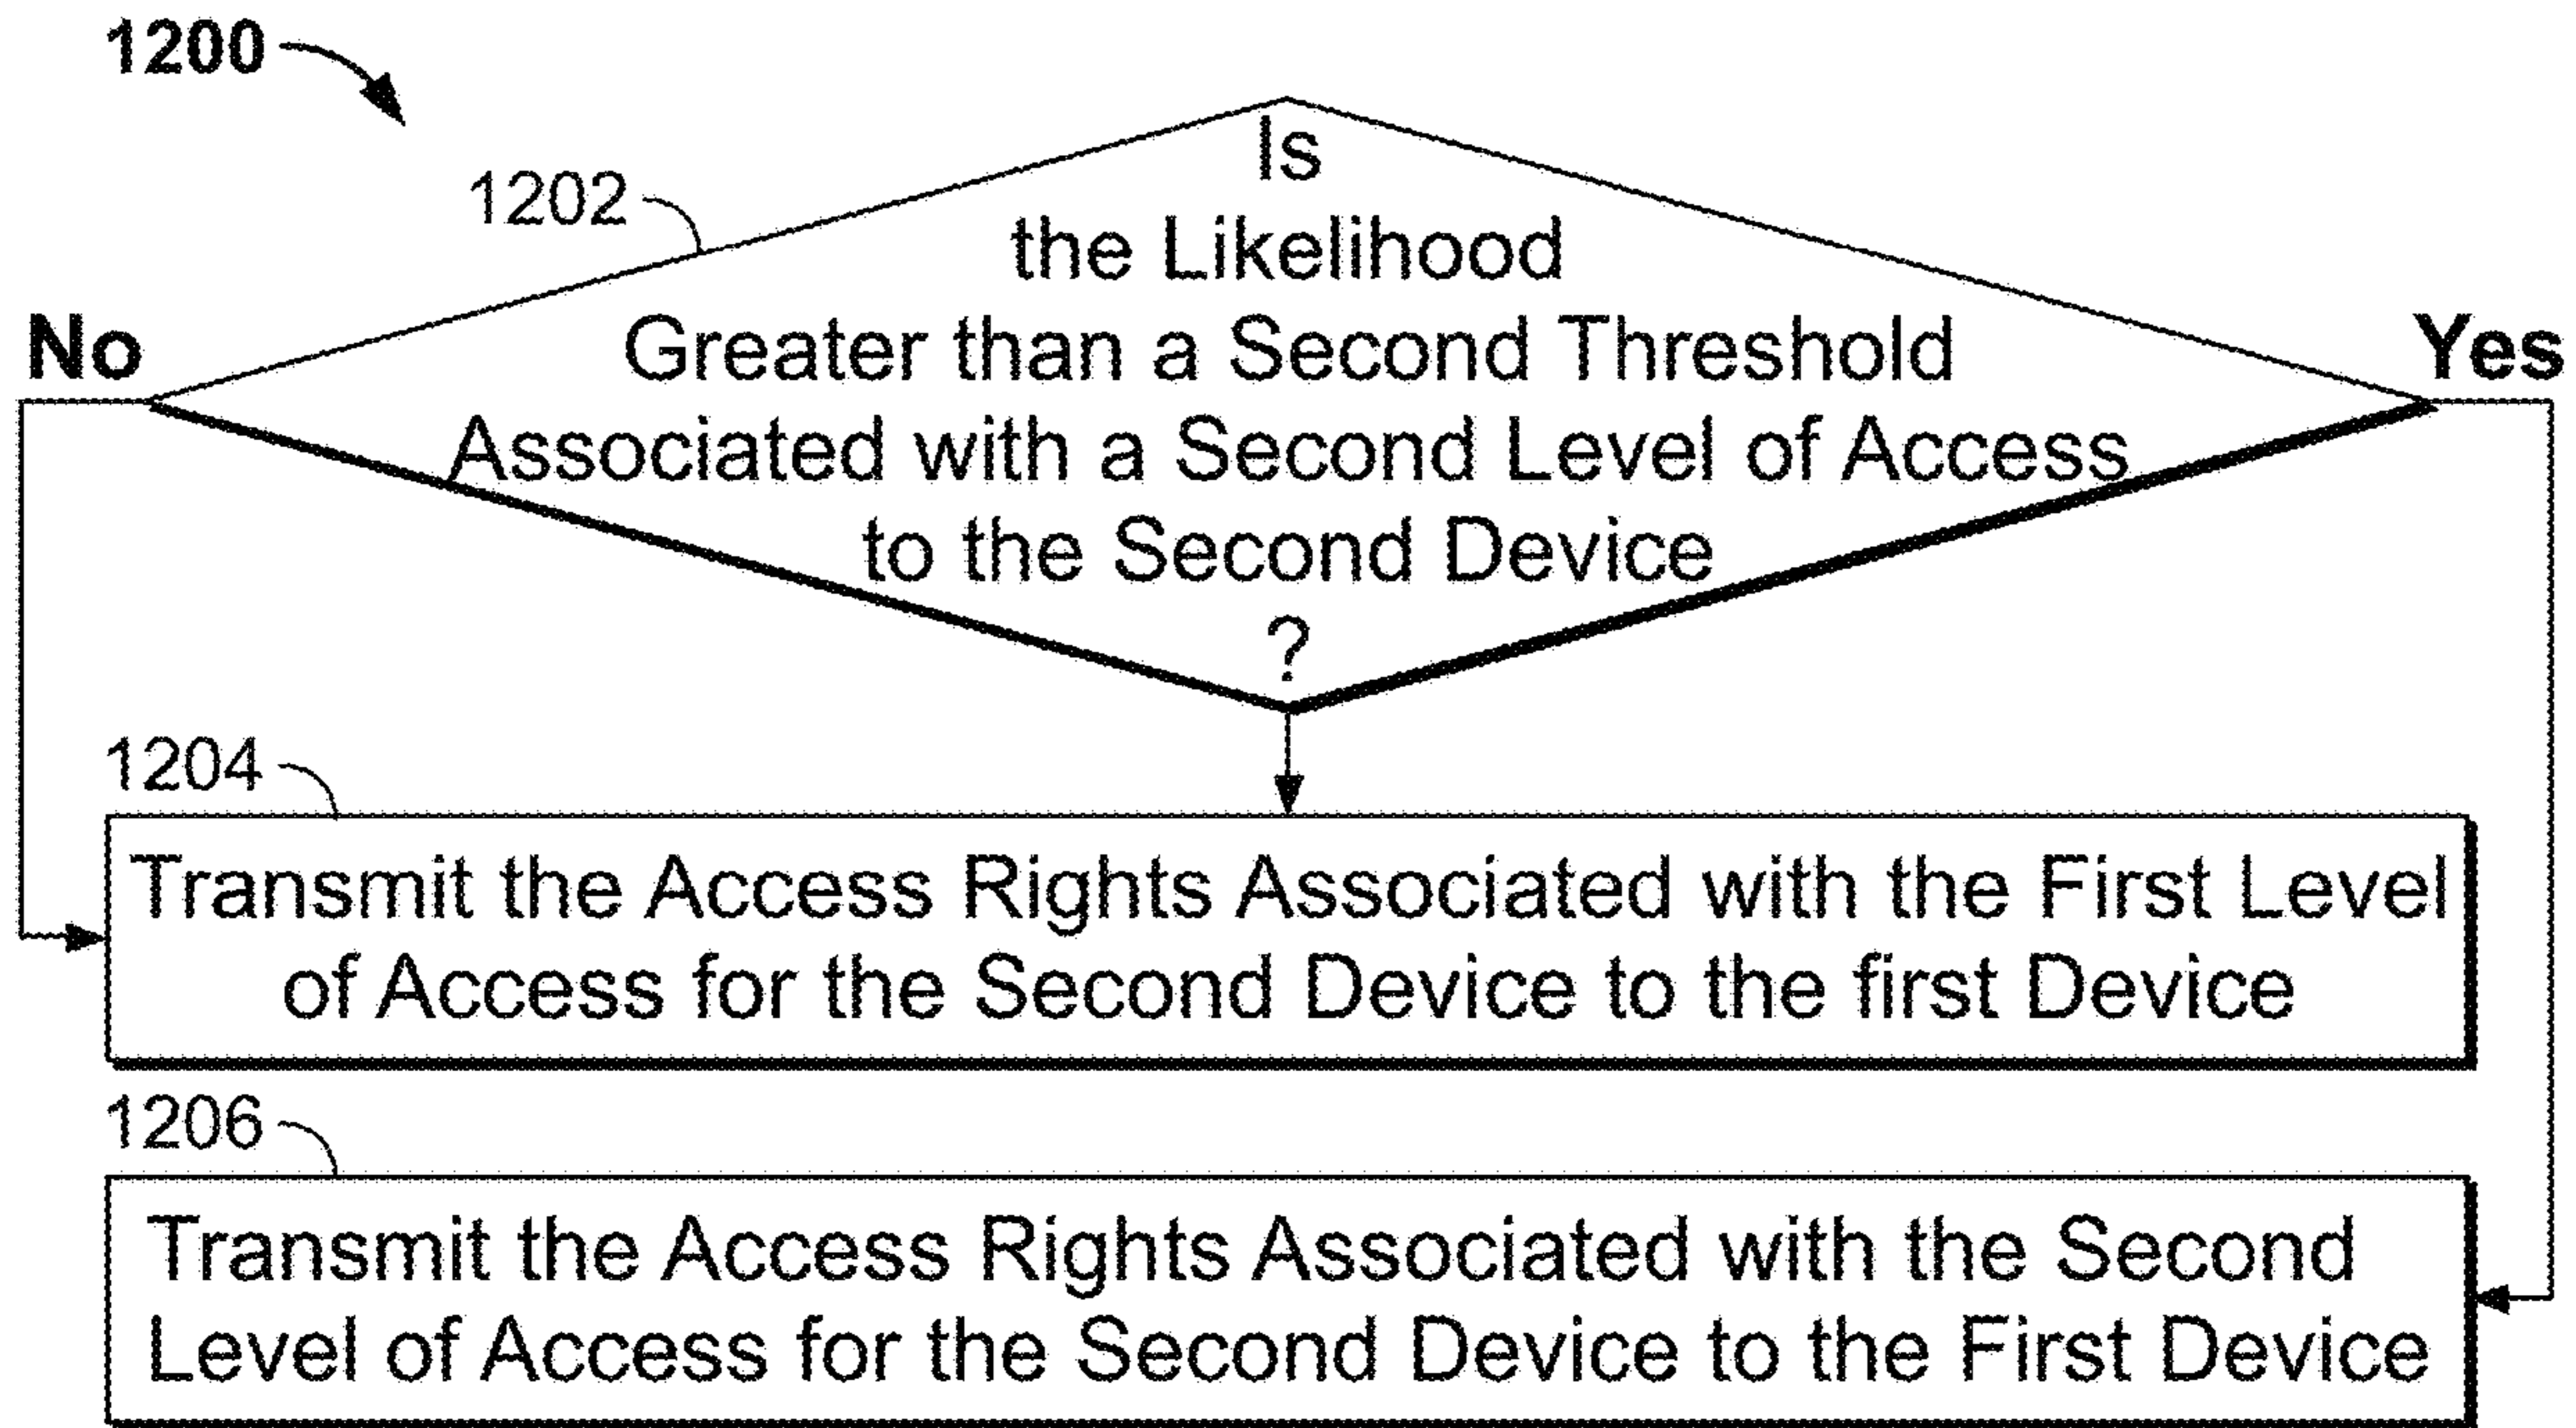 1200
1202
Is
the Likelihood
No
Greater than a Second Threshold
Yes
Associated with a Second Level of Access
to the Second Device
?
1204
Transmit the Access Rights Associated with the First Level
of Access for the Second Device to the first Device
1206
Transmit the Access Rights Associated with the Second
Level of Access for the Second Device to the First Device